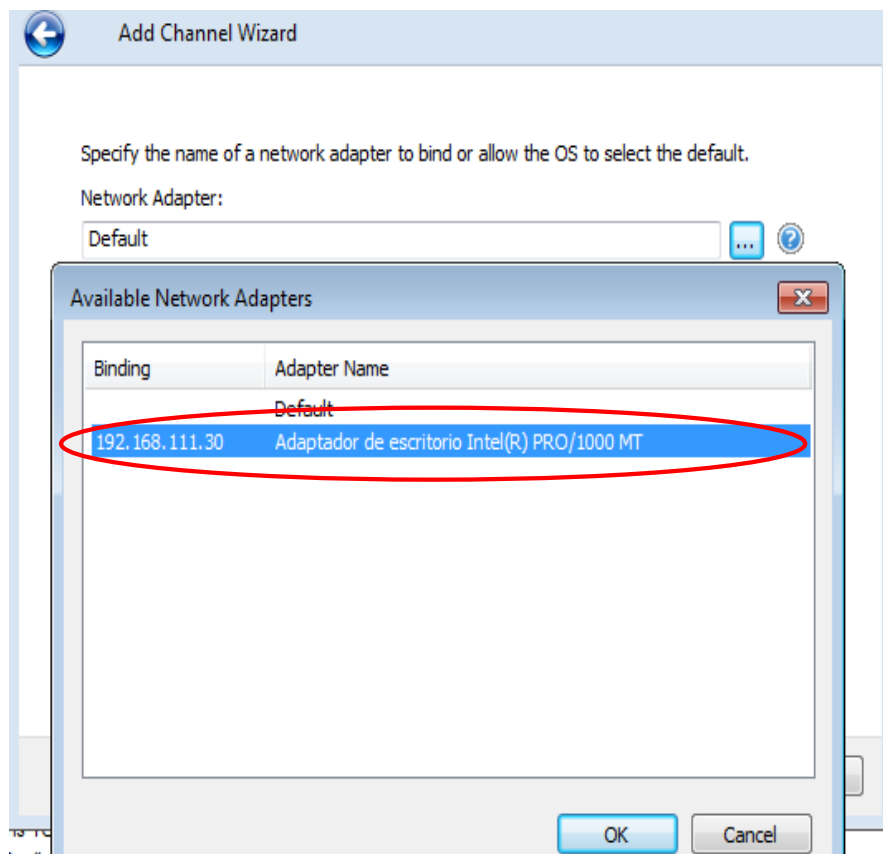 Add Channel Wizard
Specify the name of a network adapter to bind or allow the OS to select the default.
Network Adapter:
Default
...
Available Network Adapters
Binding Adapter Name
Default
192.168.111.30 Adaptador de escritorio Intel(R) PRO/1000 MT
OK Cancel